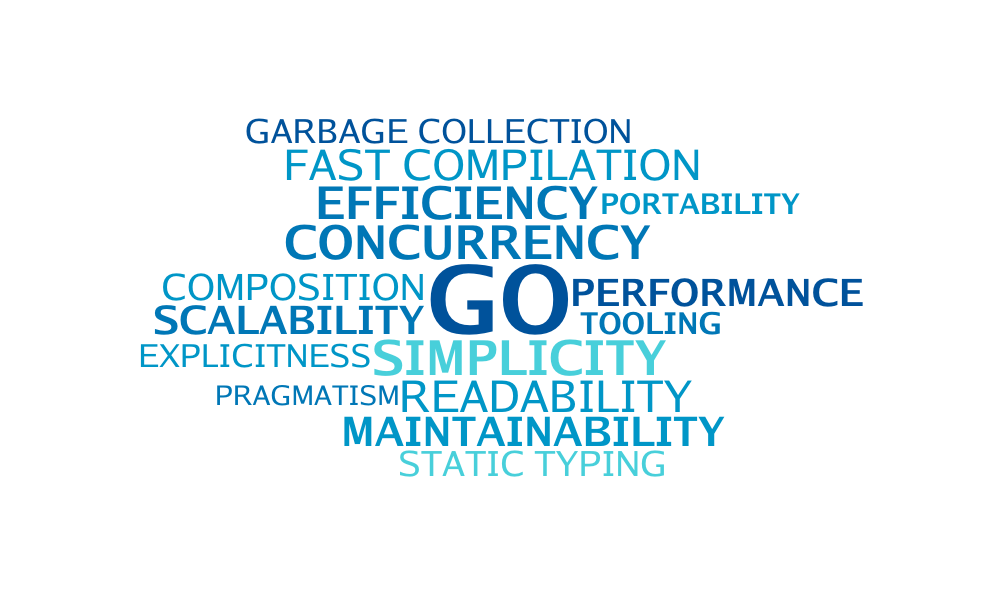 GARBAGE COLLECTION
FAST COMPILATION
EFFICIENCY PORTABILITY
CONCURRENCY
COMPOSITION GO PERFORMANCE
SCALABILITY TOOLING
EXPLICITNESS SIMPLICITY
PRAGMATISM READABILITY
MAINTAINABILITY
STATIC TYPING